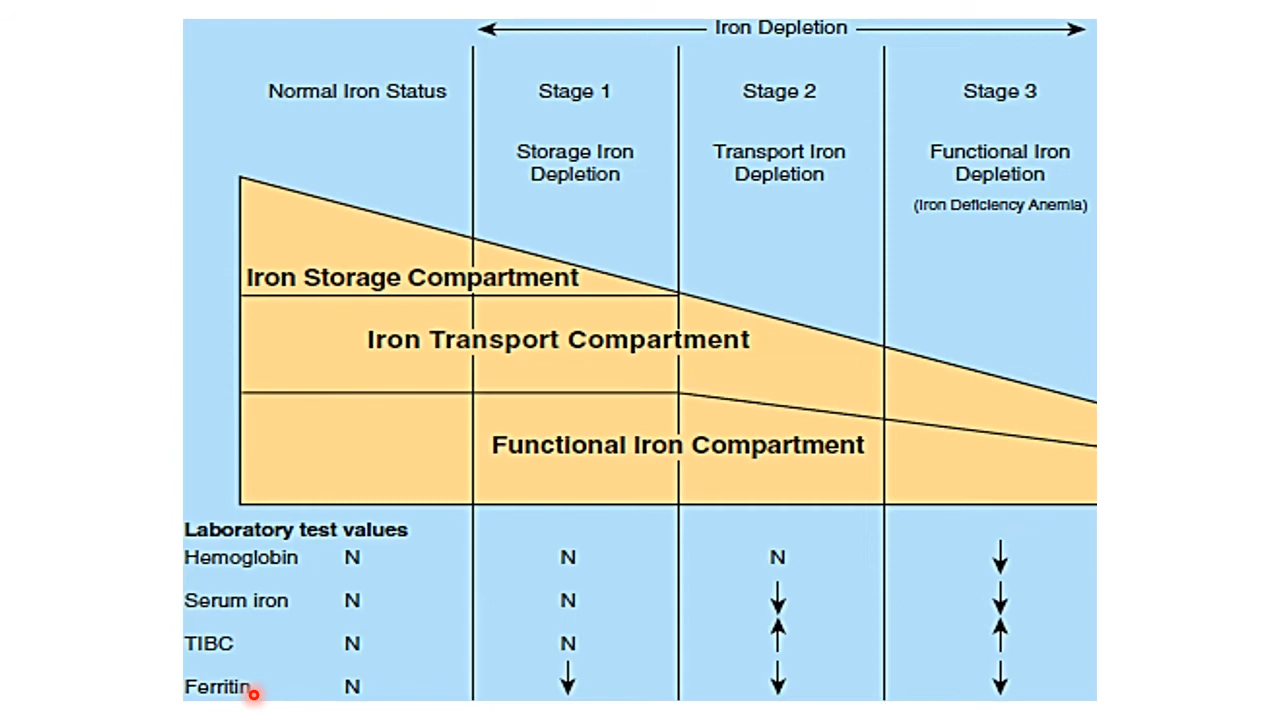 Iron Depletion
Normal Iron Status
Stage 1
Stage 2
Stage 3
Storage Iron
Depletion
Transport Iron
Depletion
Functional Iron
Depletion
(Iron Deficiency Anemia)
Iron Storage Compartment
Iron Transport Compartment
Functional Iron Compartment
Laboratory test values
Hemoglobin N N N ↓
Serum iron N N ↓ ↓
TIBC N N ↑ ↑
Ferritin N ↓ ↓ ↓